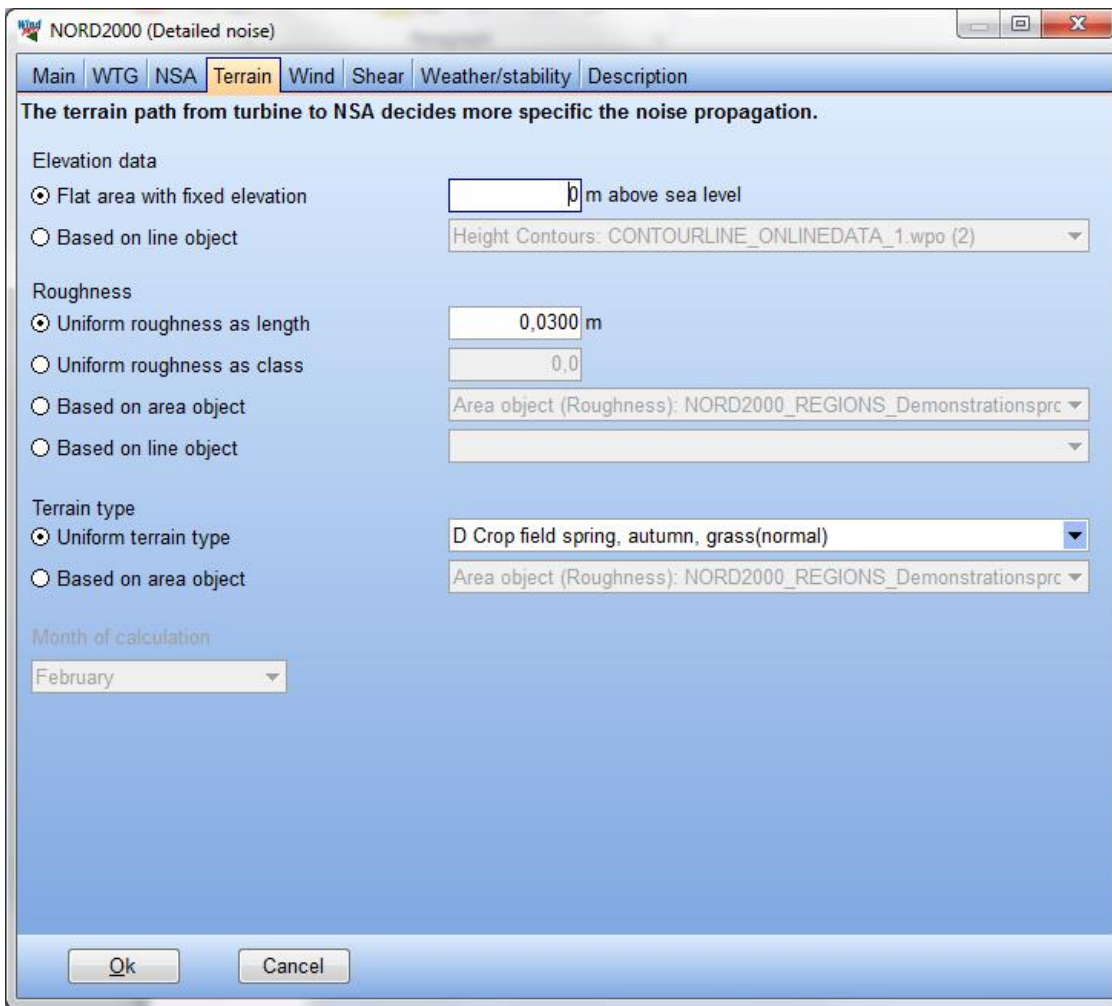 NORD2000 (Detailed noise)
Main WTG NSA Terrain Wind Shear Weather/stability Description
The terrain path from turbine to NSA decides more specific the noise propagation.
Elevation data
Flat area with fixed elevation 0 m above sea level
Based on line object Height Contours: CONTOURLINE_ONLINEDATA_1.wpo (2)
Roughness
Uniform roughness as length 0,0300 m
Uniform roughness as class 0,0
Based on area object Area object (Roughness): NORD2000_REGIONS_Demonstrationsprc
Based on line object
Terrain type
Uniform terrain type D Crop field spring, autumn, grass(normal)
Based on area object Area object (Roughness): NORD2000_REGIONS_Demonstrationsprc
Month of calculation
February
Ok Cancel